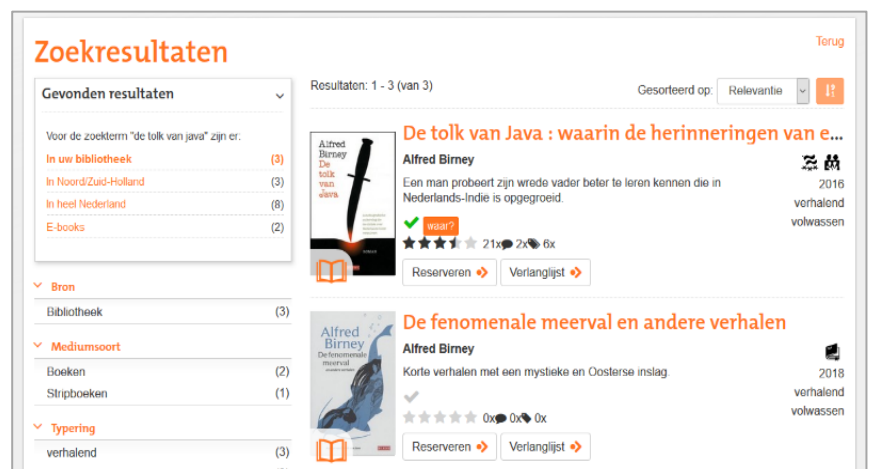 Zoekresultaten
Terug
Gevonden resultaten
Voor de zoekterm "de tolk van java" zijn er:
In uw bibliotheek (3)
In Noord/Zuid-Holland (3)
In heel Nederland (8)
E-books (2)
Bron
Bibliotheek (3)
Mediumsoort
Boeken (2)
Stripboeken (1)
Typering
verhalend (3)
Resultaten: 1 - 3 (van 3)
Gesorteerd op: Relevantie
Alfred
Birney
De
tolk
van
Java
De tolk van Java : waarin de herinneringen van e...
Alfred Birney
Een man probeert zijn wrede vader beter te leren kennen die in
Nederlands-Indie is opgegroeid.
2016
verhalend
volwassen
waar?
21x 2x 6x
Reserveren Verlanglijst
Alfred
Birney
De fenomenale
meerval
De fenomenale meerval en andere verhalen
Alfred Birney
Korte verhalen met een mystieke en Oosterse inslag.
2018
verhalend
volwassen
0x 0x 0x
Reserveren Verlanglijst